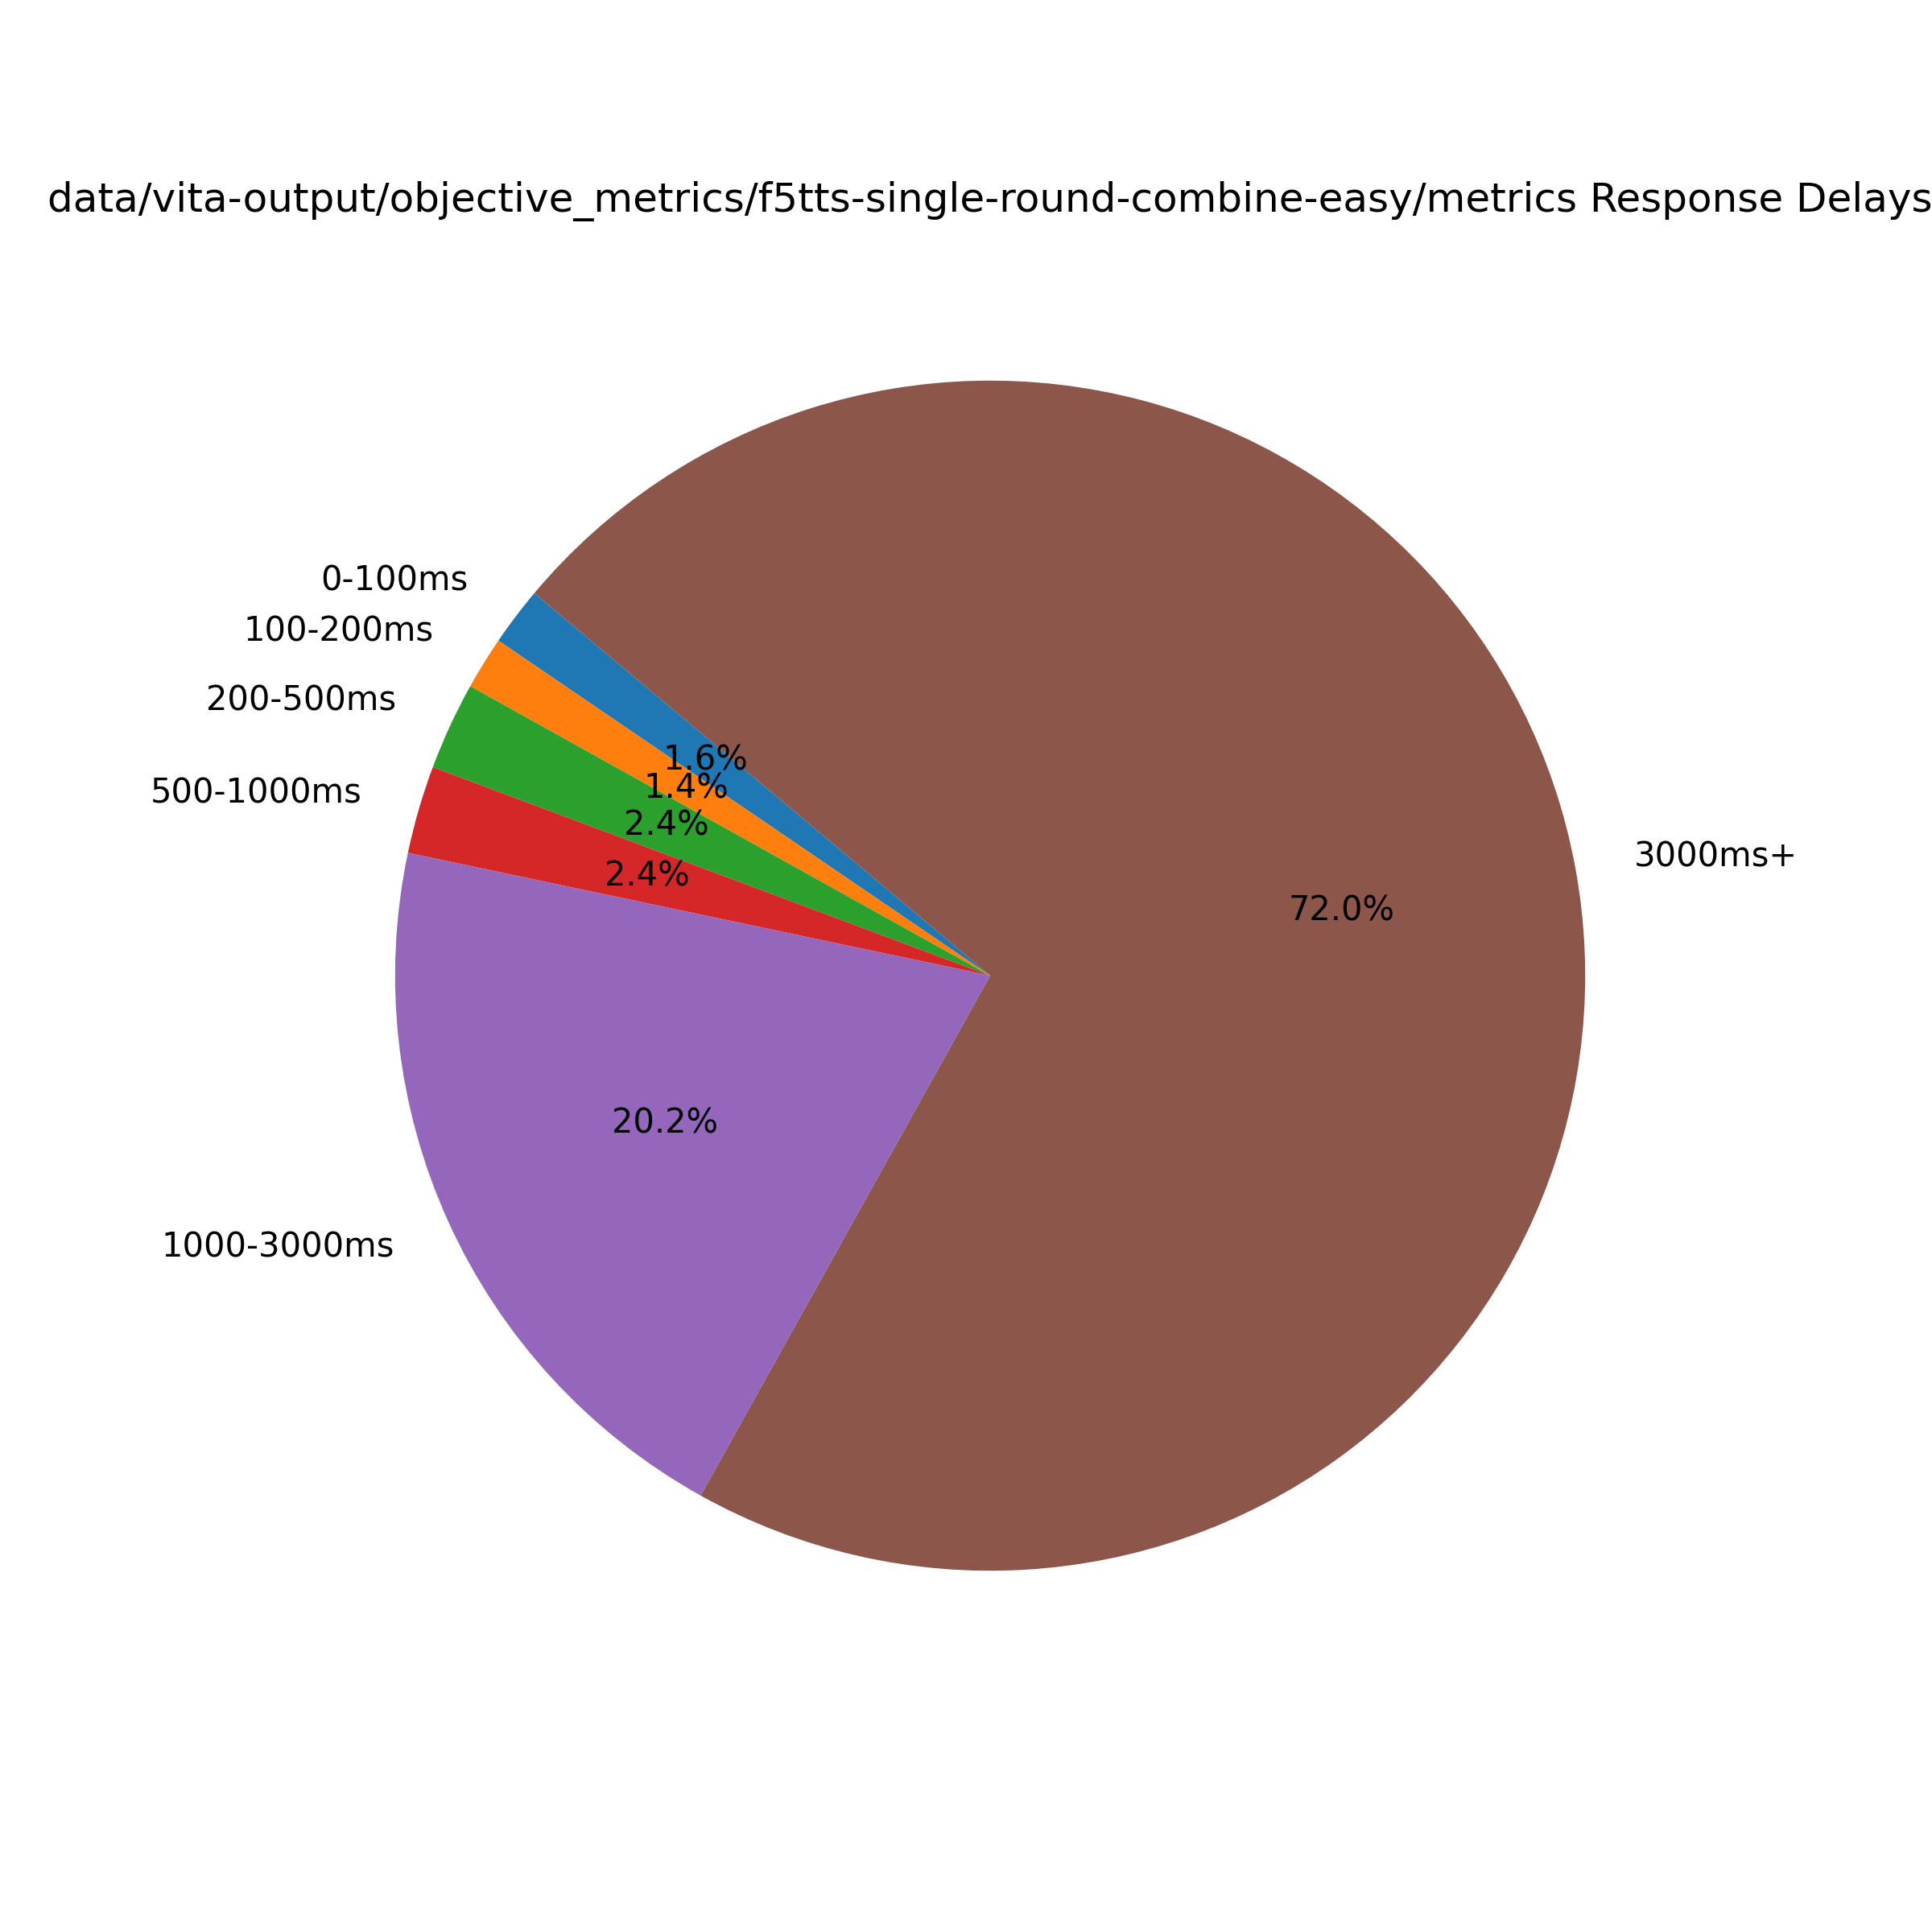 data/vita-output/objective_metrics/f5tts-single-round-combine-easy/metrics Response Delays
0-100ms
100-200ms
200-500ms
500-1000ms
1000-3000ms
3000ms+
1.6%
1.4%
2.4%
2.4%
20.2%
72.0%